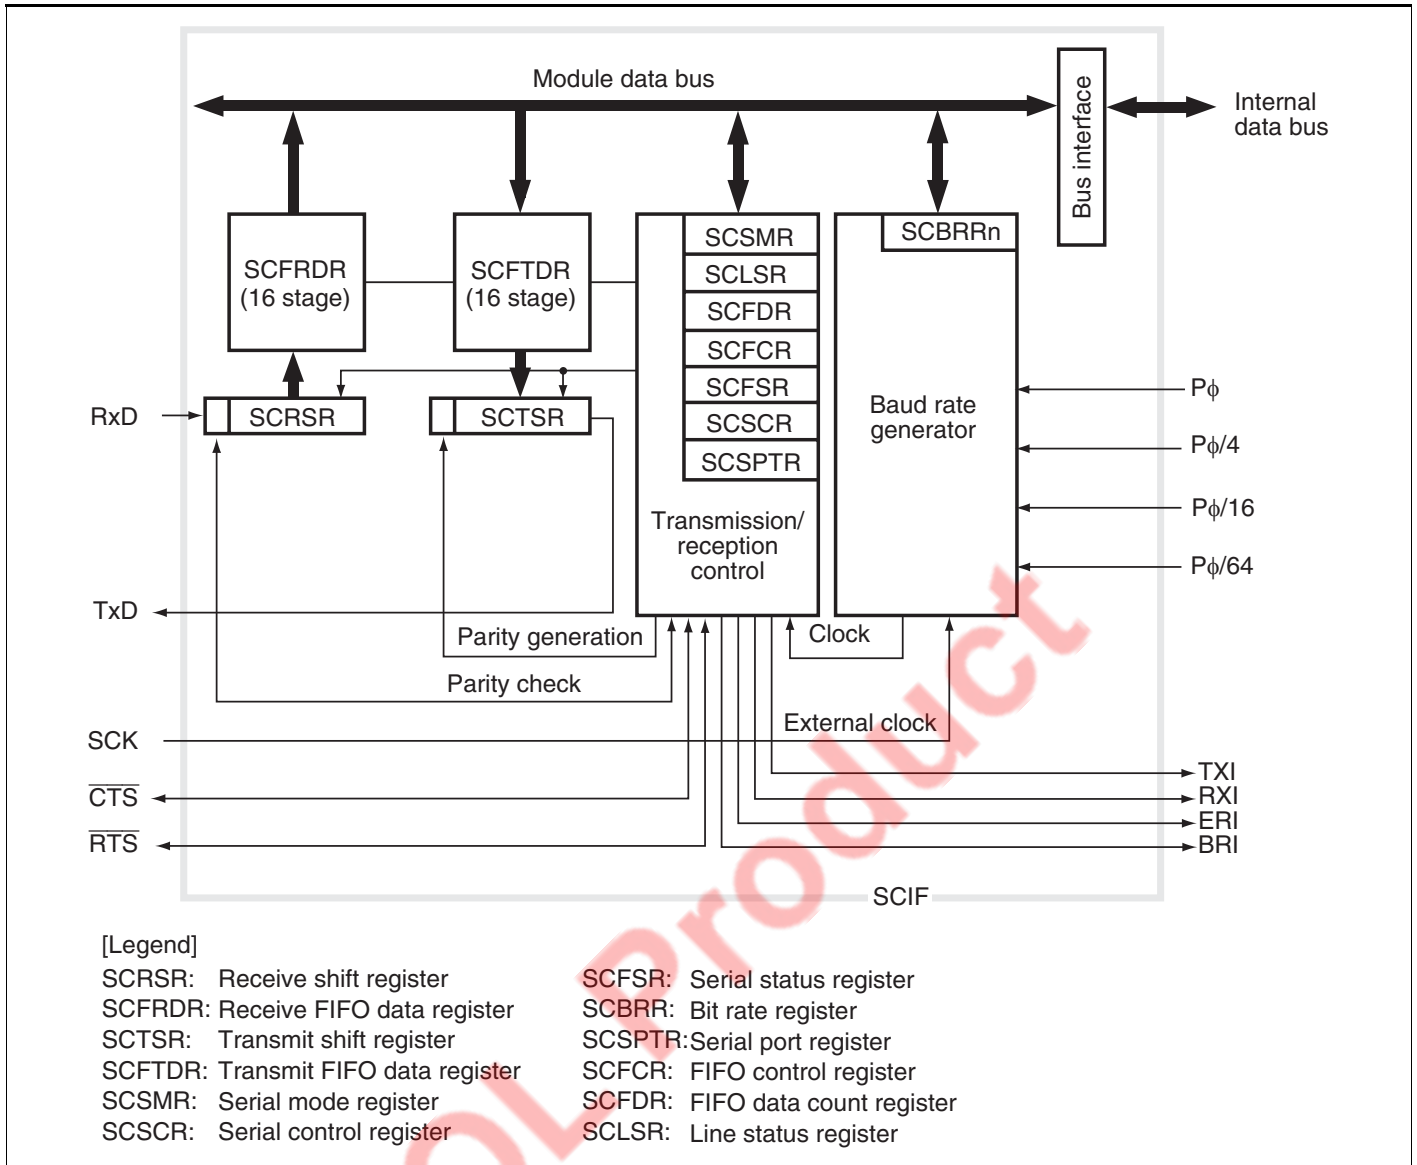 Module data bus
Bus interface
Internal
data bus
SCFRDR
(16 stage)
SCFTDR
(16 stage)
SCSMR
SCLSR
SCFDR
SCFCR
SCFSR
SCSCR
SCSPTR
Transmission/
reception
control
SCBRRn
Baud rate
generator
Pϕ
Pϕ/4
Pϕ/16
Pϕ/64
RxD
SCRSR
SCTSR
TxD
Parity generation
Clock
Parity check
External clock
SCK
CTS
RTS
TXI
RXI
ERI
BRI
SCIF
[Legend]
SCRSR: Receive shift register
SCFRDR: Receive FIFO data register
SCTSR: Transmit shift register
SCFTDR: Transmit FIFO data register
SCSMR: Serial mode register
SCSCR: Serial control register
SCFSR: Serial status register
SCBRR: Bit rate register
SCSPTR: Serial port register
SCFCR: FIFO control register
SCFDR: FIFO data count register
SCLSR: Line status register
OL Product